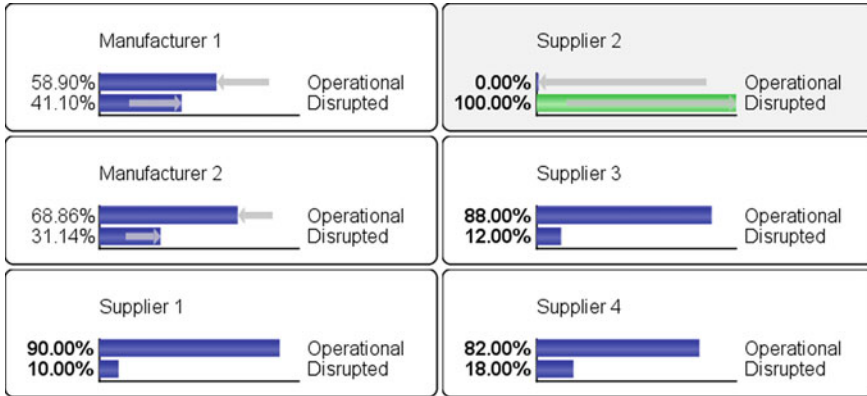 Manufacturer 1
58.90% Operational
41.10% Disrupted
Supplier 2
0.00% Operational
100.00% Disrupted
Manufacturer 2
68.86% Operational
31.14% Disrupted
Supplier 3
88.00% Operational
12.00% Disrupted
Supplier 1
90.00% Operational
10.00% Disrupted
Supplier 4
82.00% Operational
18.00% Disrupted